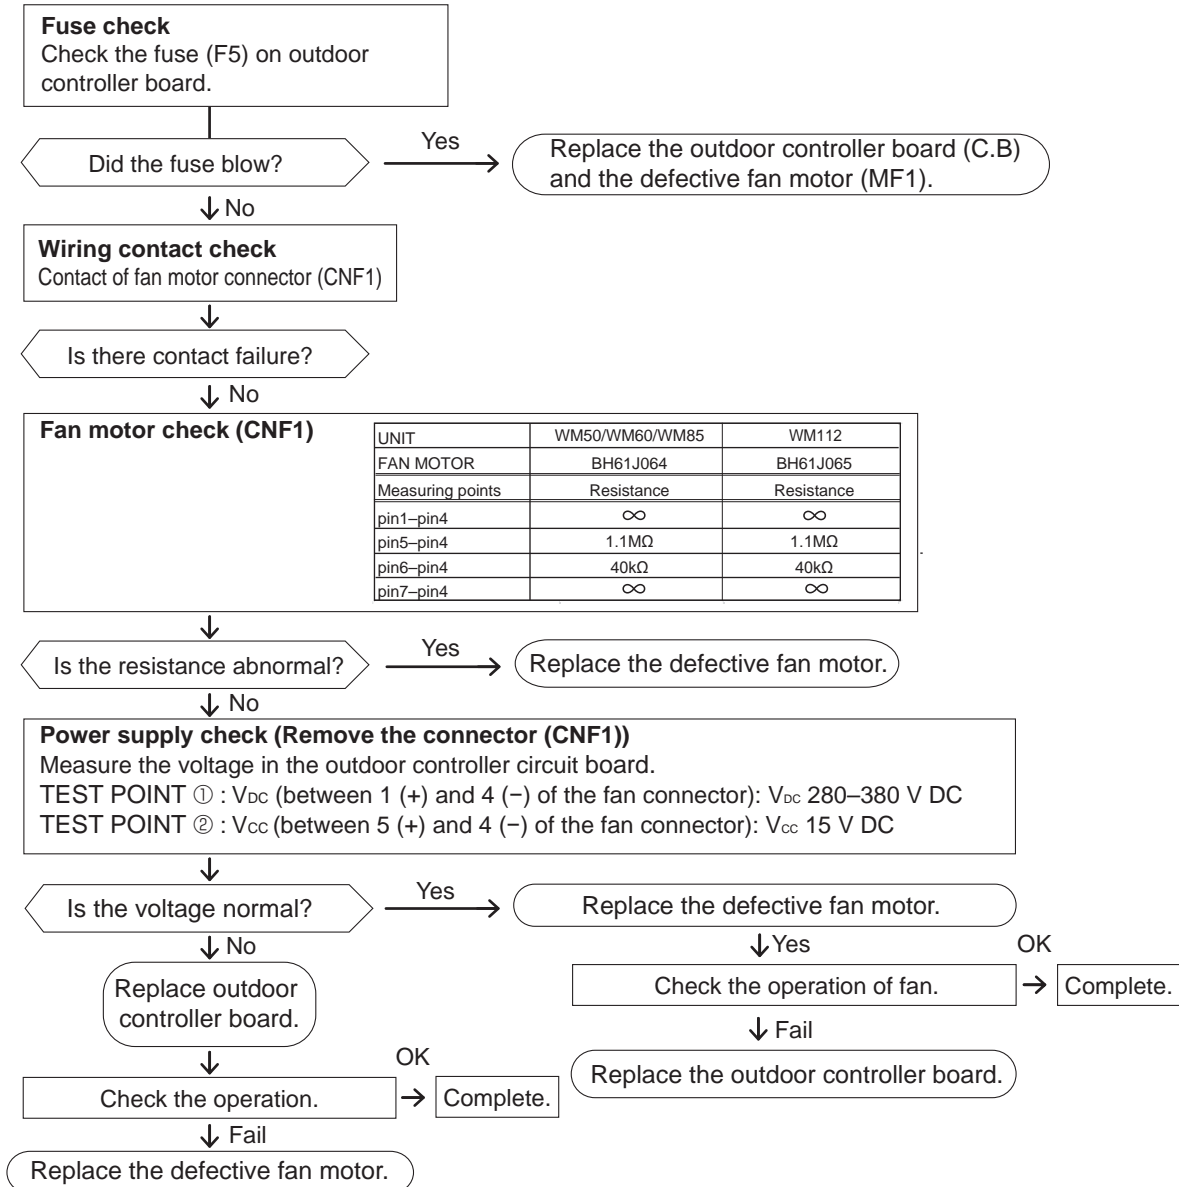 Fuse check
Check the fuse (F5) on outdoor
controller board.
Did the fuse blow?
Yes
Replace the outdoor controller board (C.B)
and the defective fan motor (MF1).
No
Wiring contact check
Contact of fan motor connector (CNF1)
Is there contact failure?
No
Fan motor check (CNF1)
UNIT WM50/WM60/WM85 WM112
FAN MOTOR BH61J064 BH61J065
Measuring points Resistance Resistance
pin1–pin4 ∞ ∞
pin5–pin4 1.1MΩ 1.1MΩ
pin6–pin4 40kΩ 40kΩ
pin7–pin4 ∞ ∞
.
Is the resistance abnormal?
Yes
Replace the defective fan motor.
No
Power supply check (Remove the connector (CNF1))
Measure the voltage in the outdoor controller circuit board.
TEST POINT ① : VDC (between 1 (+) and 4 (−) of the fan connector): VDC 280–380 V DC
TEST POINT ② : VCC (between 5 (+) and 4 (−) of the fan connector): VCC 15 V DC
Is the voltage normal?
Yes
Replace the defective fan motor.
Yes
Check the operation of fan.
OK
Complete.
Fail
Replace the outdoor controller board.
No
Replace outdoor
controller board.
Check the operation.
OK
Complete.
Fail
Replace the defective fan motor.